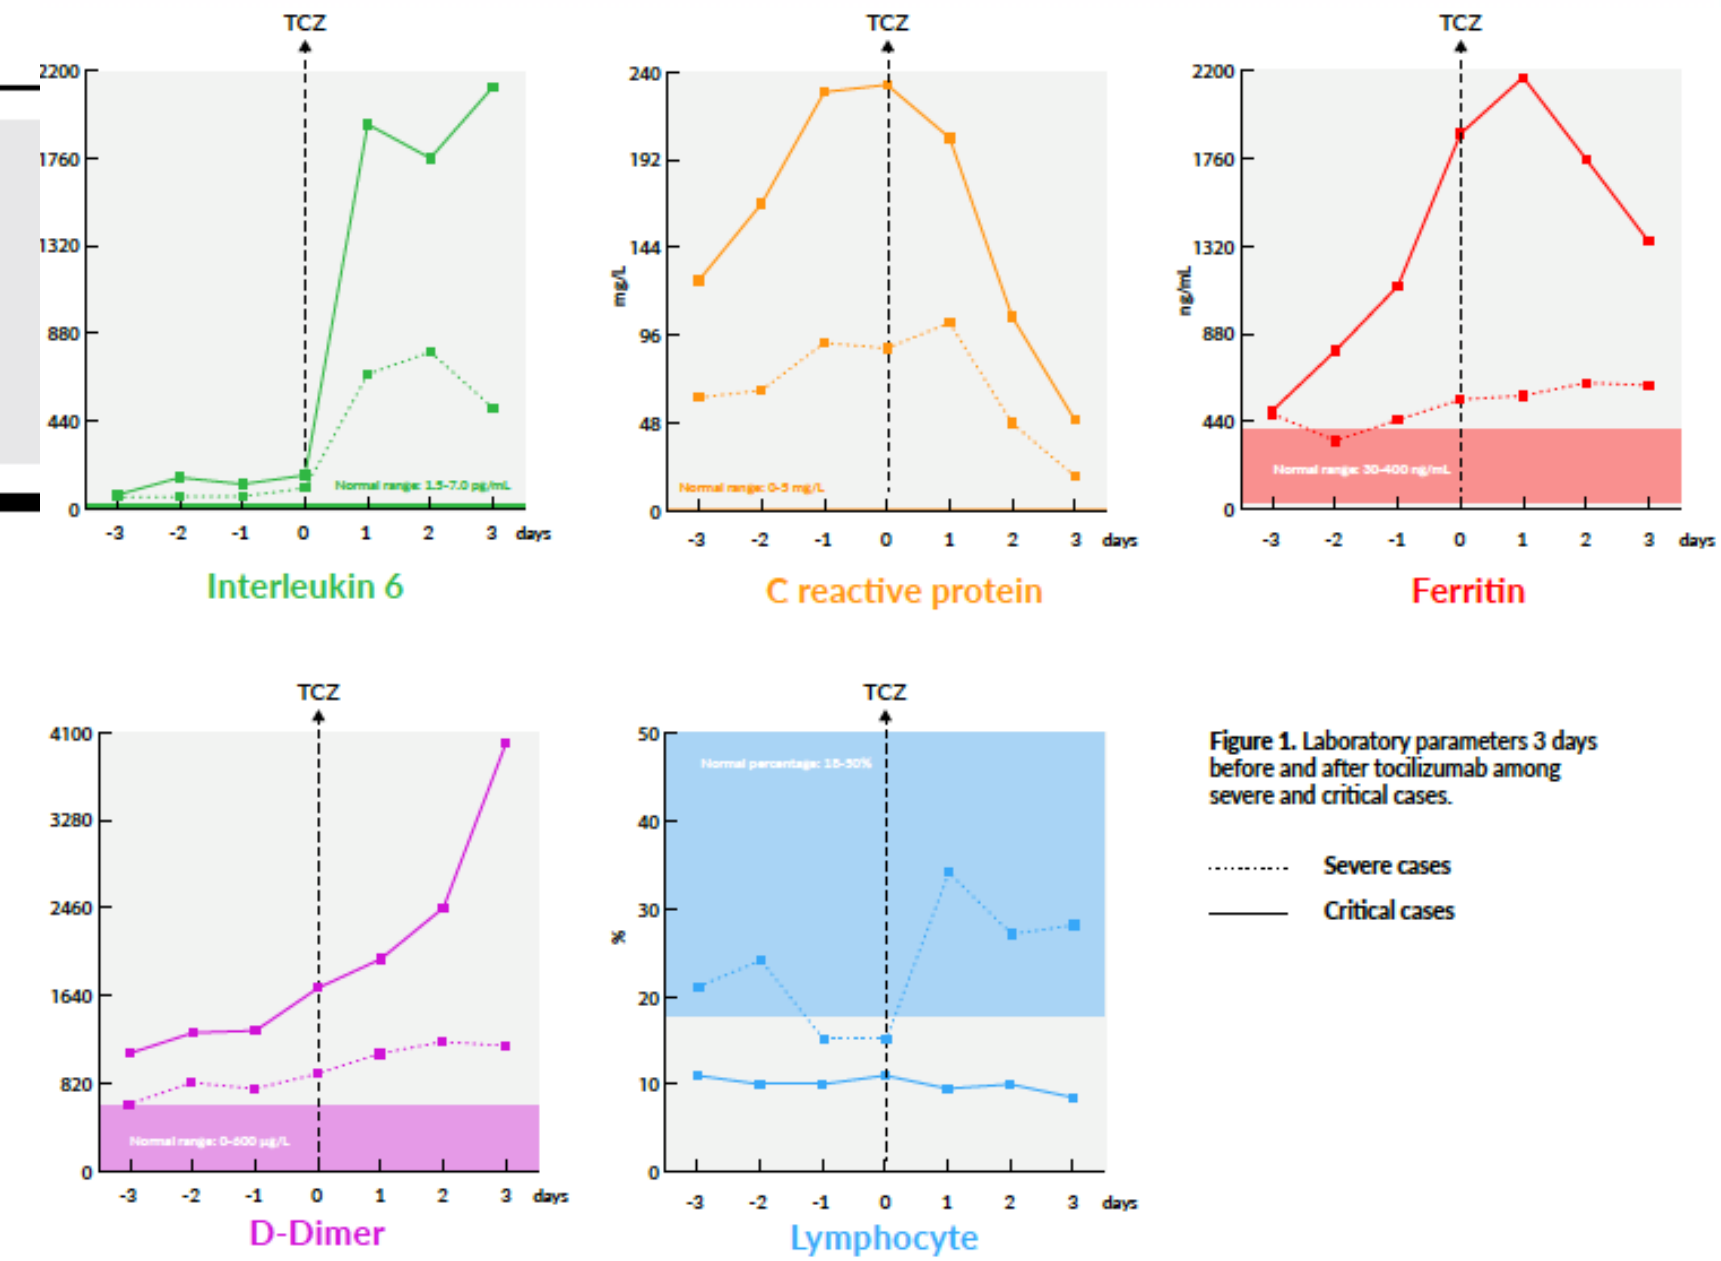 TCZ
2200
1760
1320
880
440
0
Normal range: 1.5-7.0 pg/mL
-3 -2 -1 0 1 2 3 days
Interleukin 6
TCZ
240
192
144
96
48
0
mg/L
Normal range: 0-5 mg/L
-3 -2 -1 0 1 2 3 days
C reactive protein
TCZ
2200
1760
1320
880
440
0
ng/mL
Normal range: 30-400 ng/mL
-3 -2 -1 0 1 2 3 days
Ferritin
TCZ
4100
3280
2460
1640
820
0
Normal range: 0-600 µg/L
-3 -2 -1 0 1 2 3 days
D-Dimer
TCZ
50
40
30
20
10
0
%
Normal percentage: 18-50%
-3 -2 -1 0 1 2 3 days
Lymphocyte
Figure 1. Laboratory parameters 3 days
before and after tocilizumab among
severe and critical cases.
Severe cases
Critical cases